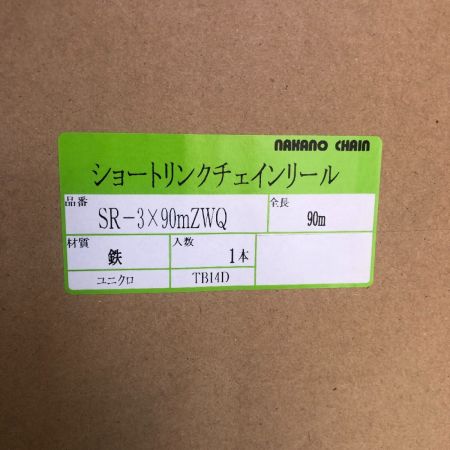 NAKANO CHAIN
ショートリンクチェインリール
品番 SR-3×90mZWQ 全長 90m
材質 鉄 人数 1本
ユニクロ TB14D